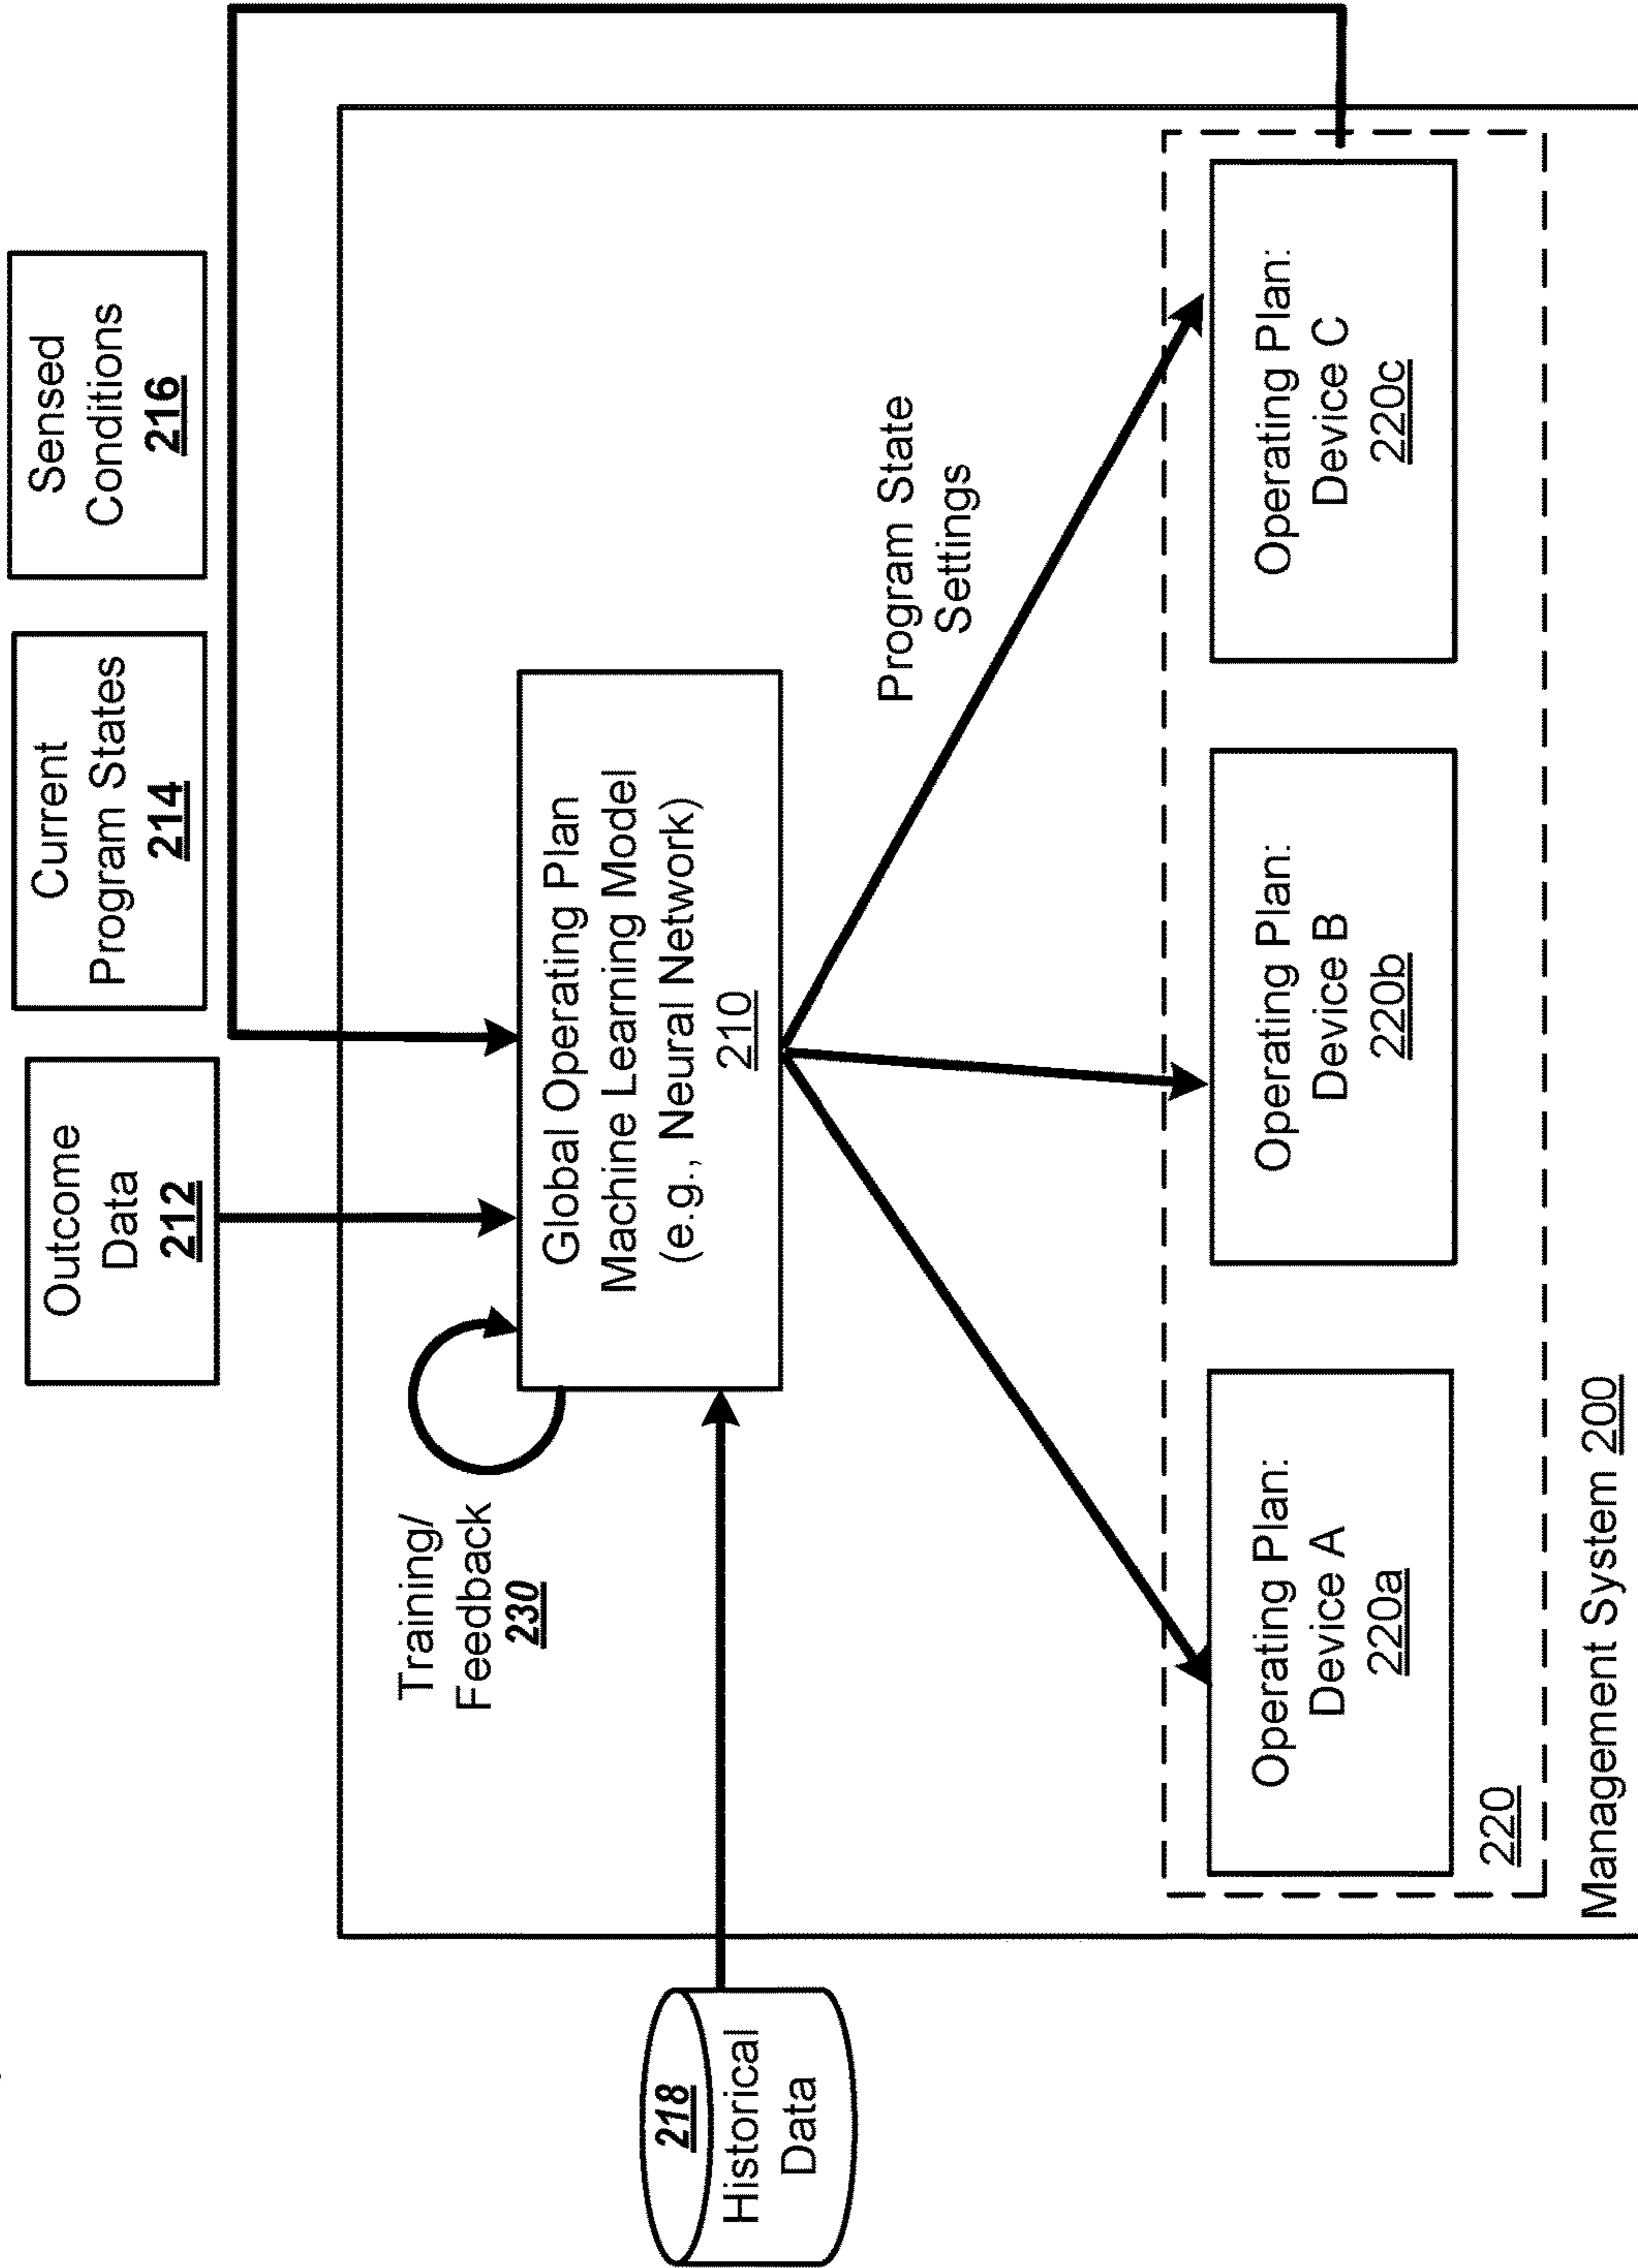 Outcome
Data
212
Current
Program States
214
Sensed
Conditions
216
Training/
Feedback
230
218
Historical
Data
Global Operating Plan
Machine Learning Model
(e.g., Neural Network)
210
Program State
Settings
Operating Plan:
Device A
220a
Operating Plan:
Device B
220b
Operating Plan:
Device C
220c
220
Management System 200